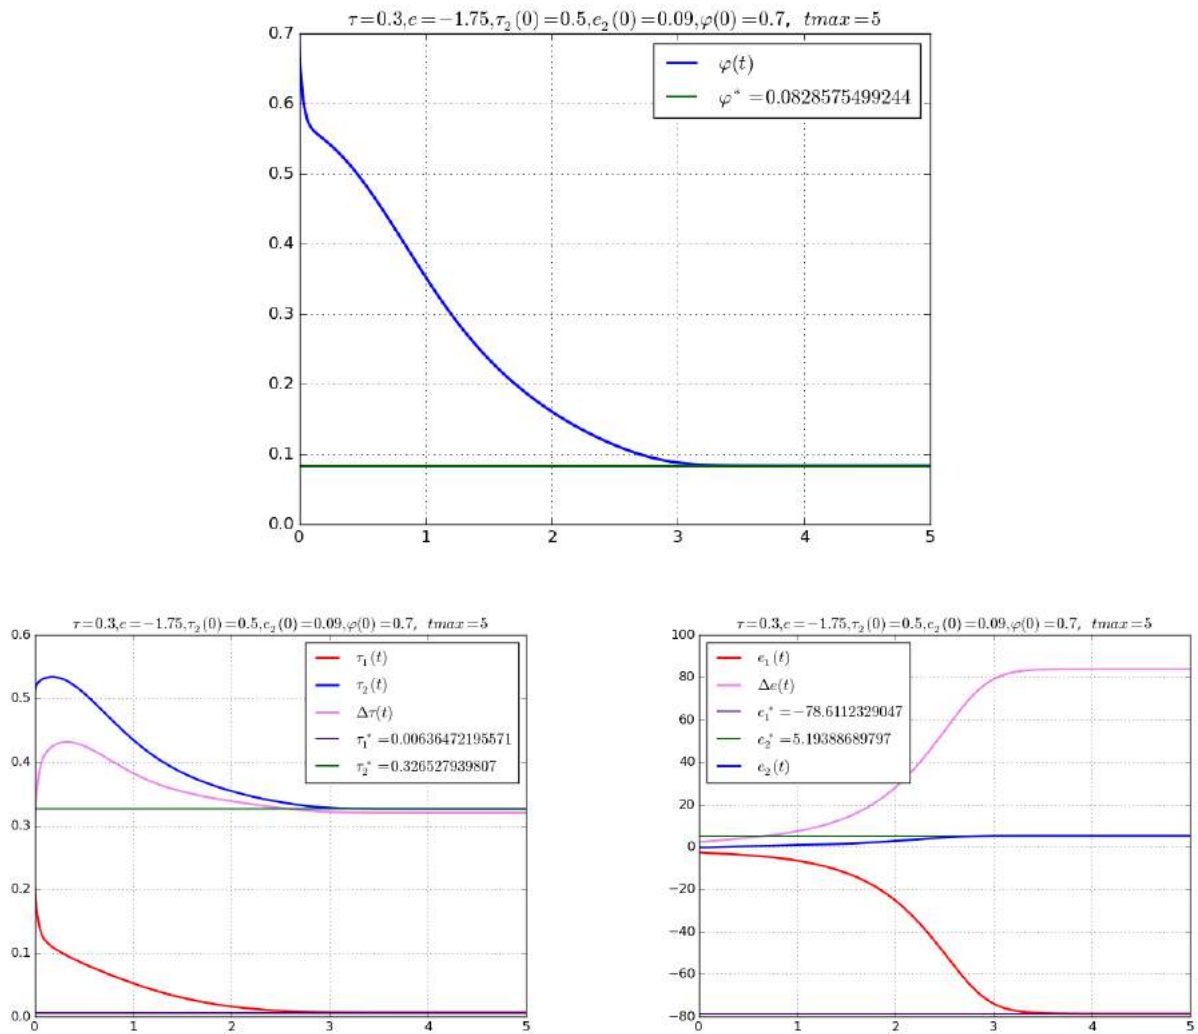 τ=0.3,e=−1.75,τ₂(0)=0.5,e₂(0)=0.09,φ(0)=0.7, tmax=5
0.7
0.6
0.5
0.4
0.3
0.2
0.1
0.0
φ(t)
φ* =0.0828575499244
0 1 2 3 4 5
τ=0.3,e=−1.75,τ₂(0)=0.5,e₂(0)=0.09,φ(0)=0.7, tmax=5
0.6
0.5
0.4
0.3
0.2
0.1
0.0
τ₁(t)
τ₂(t)
Δτ(t)
τ₁* =0.00636472195571
τ₂* =0.326527939807
0 1 2 3 4 5
τ=0.3,e=−1.75,τ₂(0)=0.5,e₂(0)=0.09,φ(0)=0.7, tmax=5
100
80
60
40
20
0
−20
−40
−60
−80
e₁(t)
Δe(t)
e₁* =−78.6112329047
e₂* =5.19388689797
e₂(t)
0 1 2 3 4 5